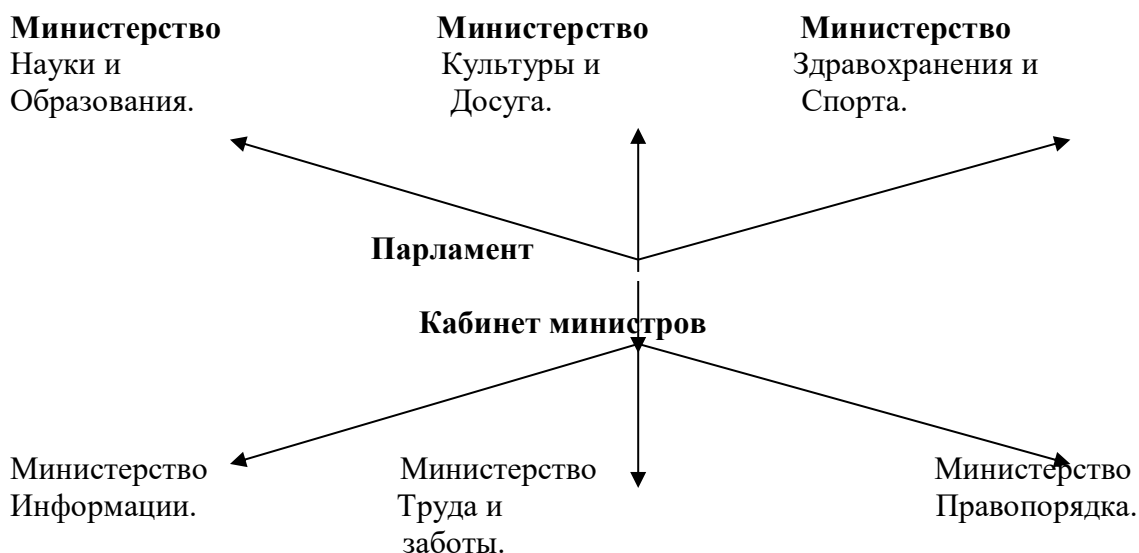 Министерство Министерство Министерство
Науки и Культуры и Здравохранения и
Образования. Досуга. Спорта.
Парламент
Кабинет министров
Министерство Министерство Министерство
Информации. Труда и Правопорядка.
заботы.